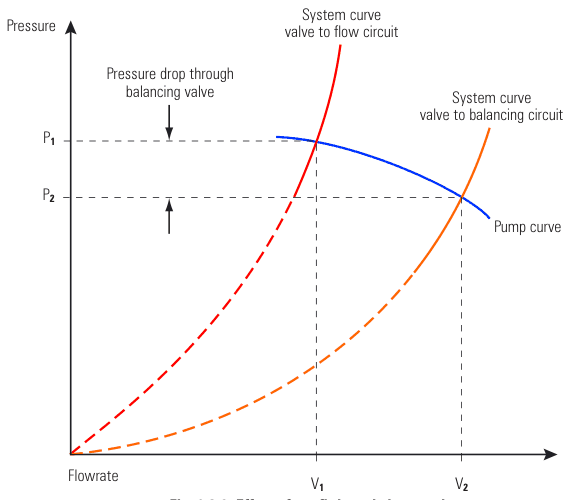 Pressure
System curve
valve to flow circuit
Pressure drop through
balancing valve
System curve
valve to balancing circuit
P1
P2
Pump curve
Flowrate
V1
V2